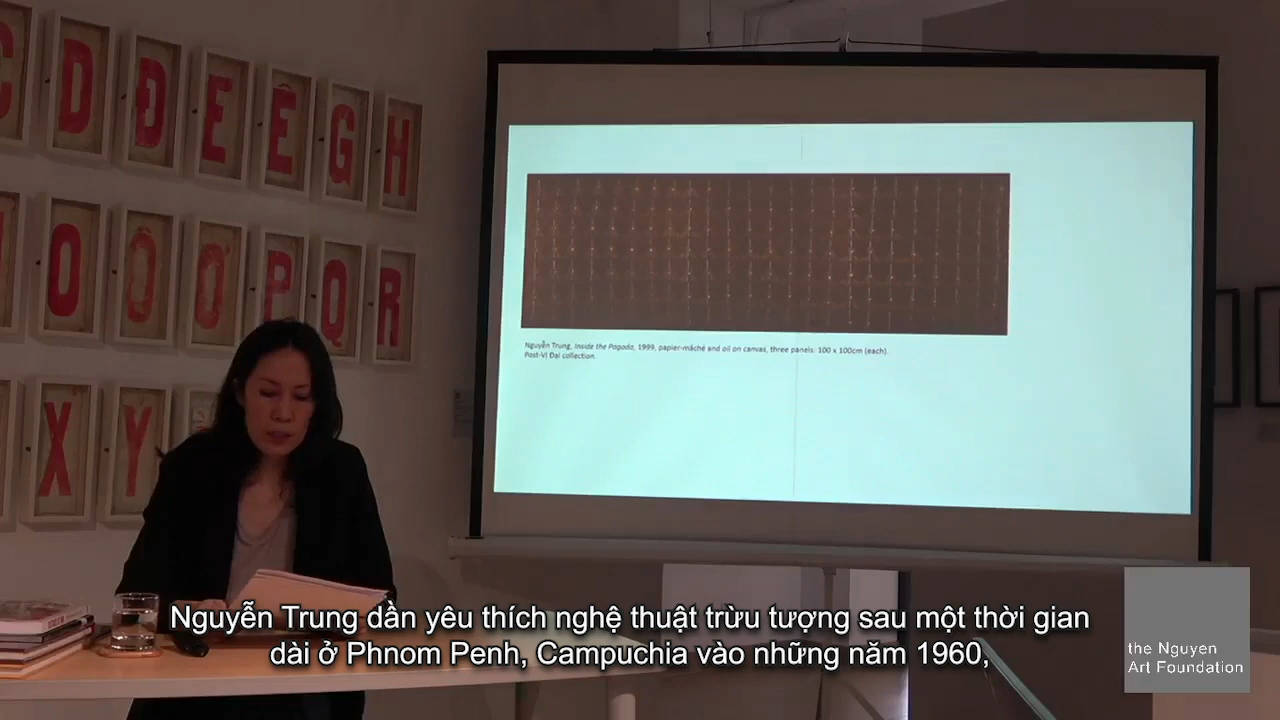 C D Đ E Ê G H
O Ô Ơ P Q R
X Y
Nguyễn Trung, Inside the Pagoda, 1999, papier-mâché and oil on canvas, three panels: 100 x 100cm (each).
Post-Vị Đại collection.
Nguyễn Trung dần yêu thích nghệ thuật trừu tượng sau một thời gian
dài ở Phnom Penh, Campuchia vào những năm 1960,
the Nguyen
Art Foundation